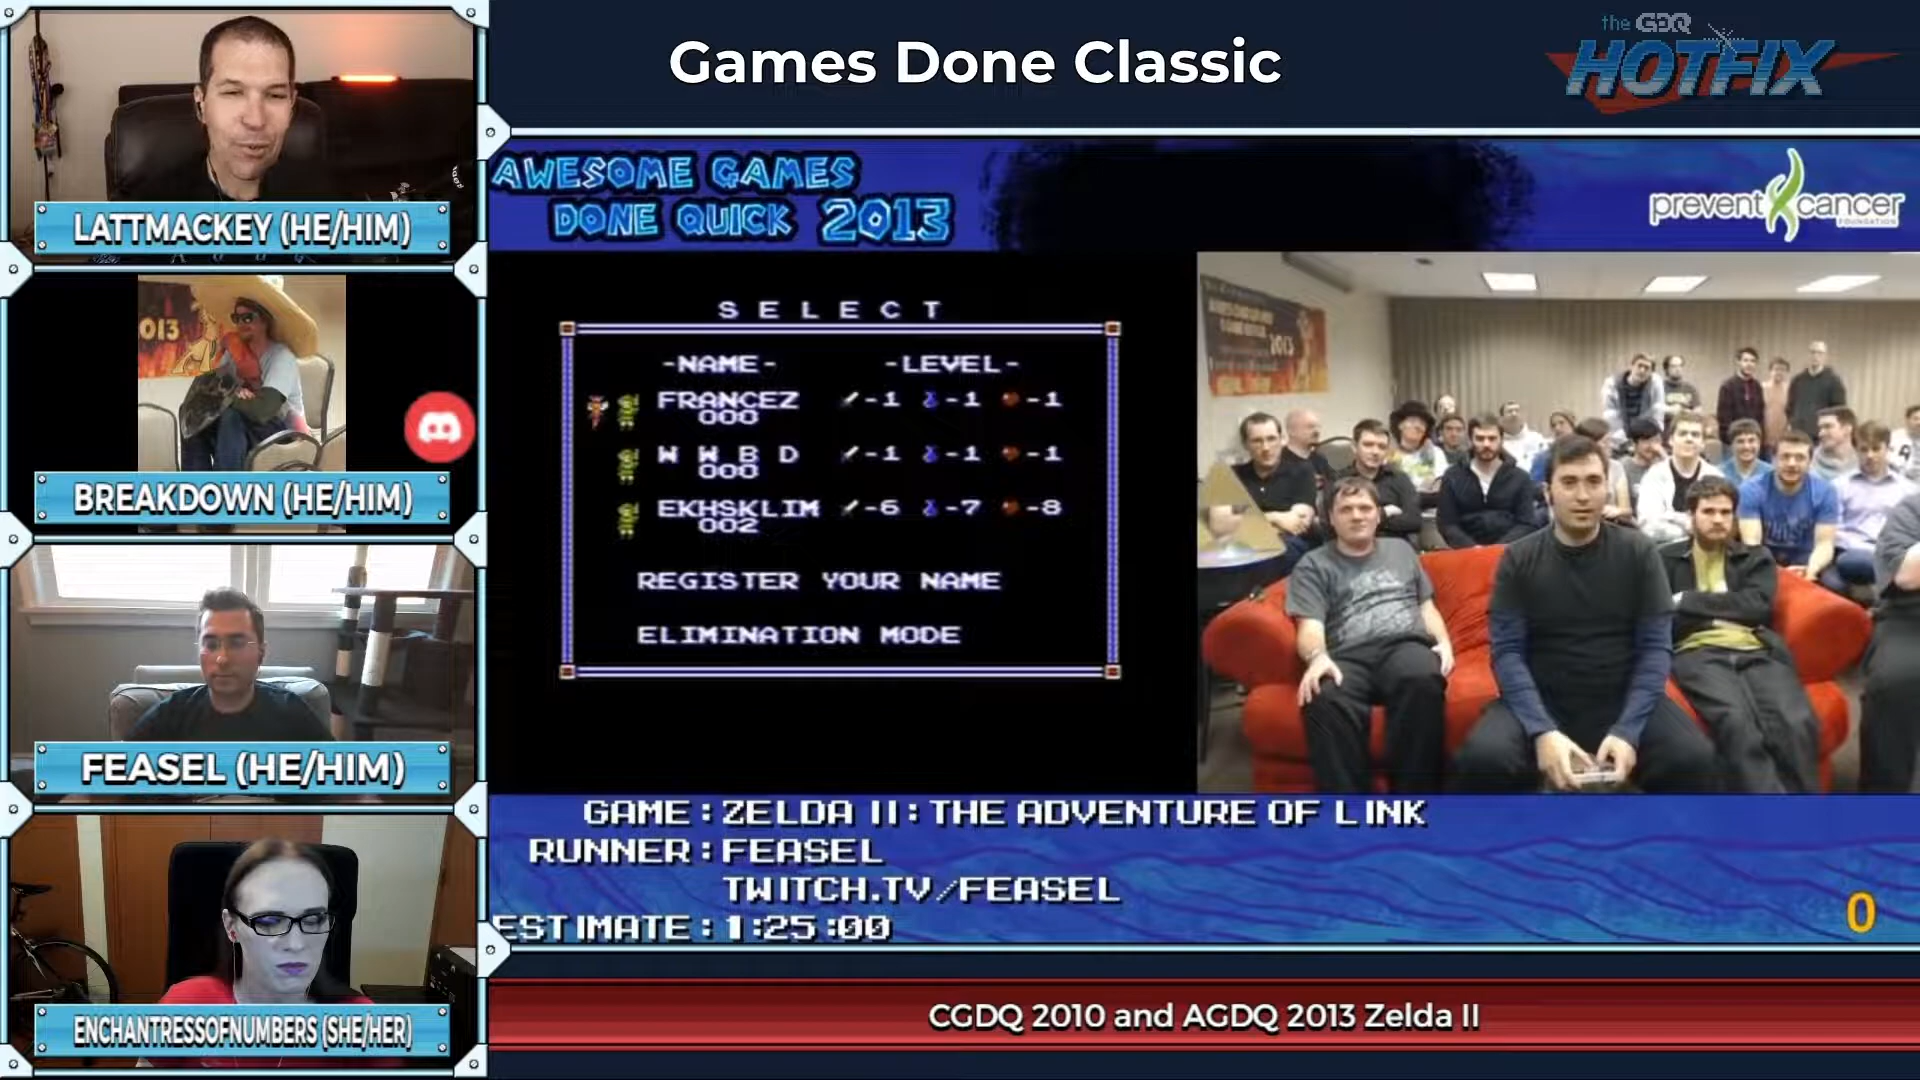 LATTMACKEY (HE/HIM)
2013
BREAKDOWN (HE/HIM)
FEASEL (HE/HIM)
ENCHANTRESSOFNUMBERS (SHE/HER)
Games Done Classic
the GDQ
HOTFIX
AWESOME GAMES
DONE QUICK 2013
prevent cancer
FOUNDATION
SELECT
-NAME- -LEVEL-
FRANCEZ -1 -1 -1
000
W W B D -1 -1 -1
000
EKHSKLIM -6 -7 -8
002
REGISTER YOUR NAME
ELIMINATION MODE
2013
GAME : ZELDA II: THE ADVENTURE OF LINK
RUNNER : FEASEL
TWITCH.TV/FEASEL
ESTIMATE : 1:25:00
0
CGDQ 2010 and AGDQ 2013 Zelda II